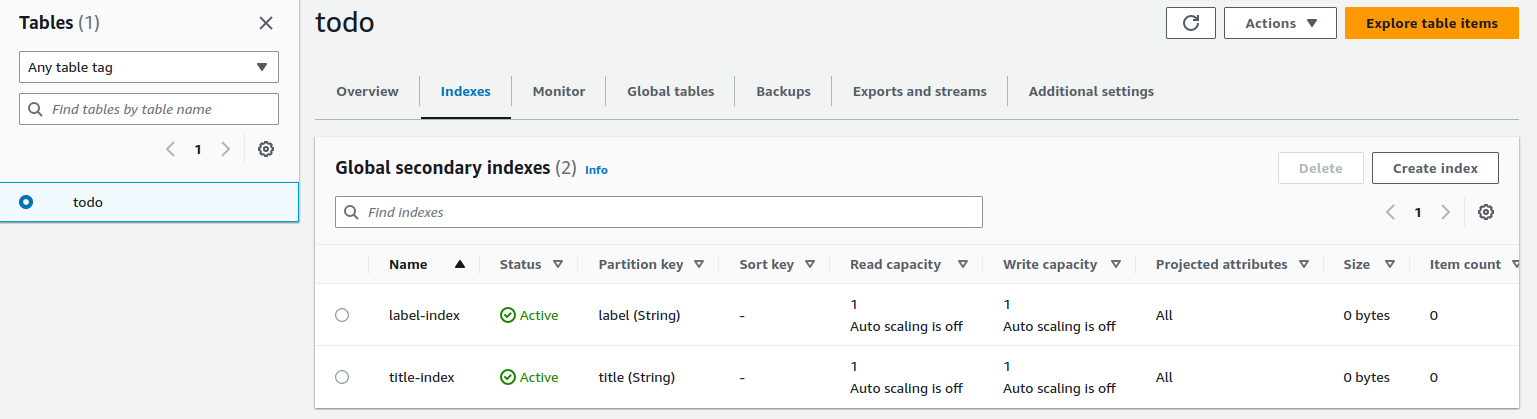 Tables (1)
Any table tag
Find tables by table name
1
todo
todo
Actions
Explore table items
Overview
Indexes
Monitor
Global tables
Backups
Exports and streams
Additional settings
Global secondary indexes (2) Info
Delete
Create index
Find indexes
1
Name Status Partition key Sort key Read capacity Write capacity Projected attributes Size Item count
label-index Active label (String) - 1 1 All 0 bytes 0
Auto scaling is off Auto scaling is off
title-index Active title (String) - 1 1 All 0 bytes 0
Auto scaling is off Auto scaling is off